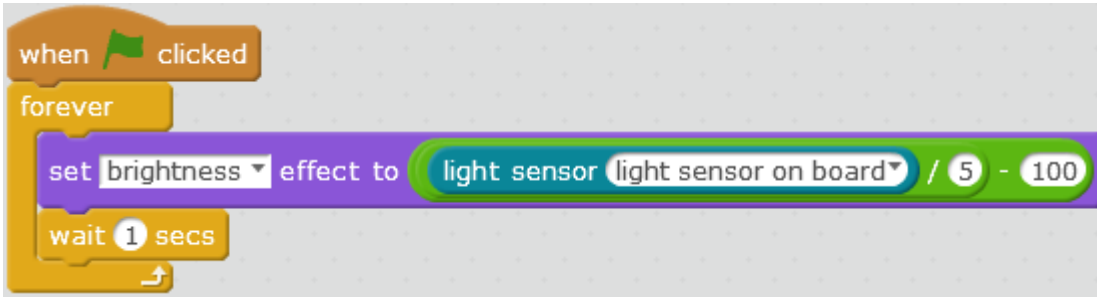 when clicked
forever
set brightness effect to light sensor light sensor on board / 5 - 100
wait 1 secs